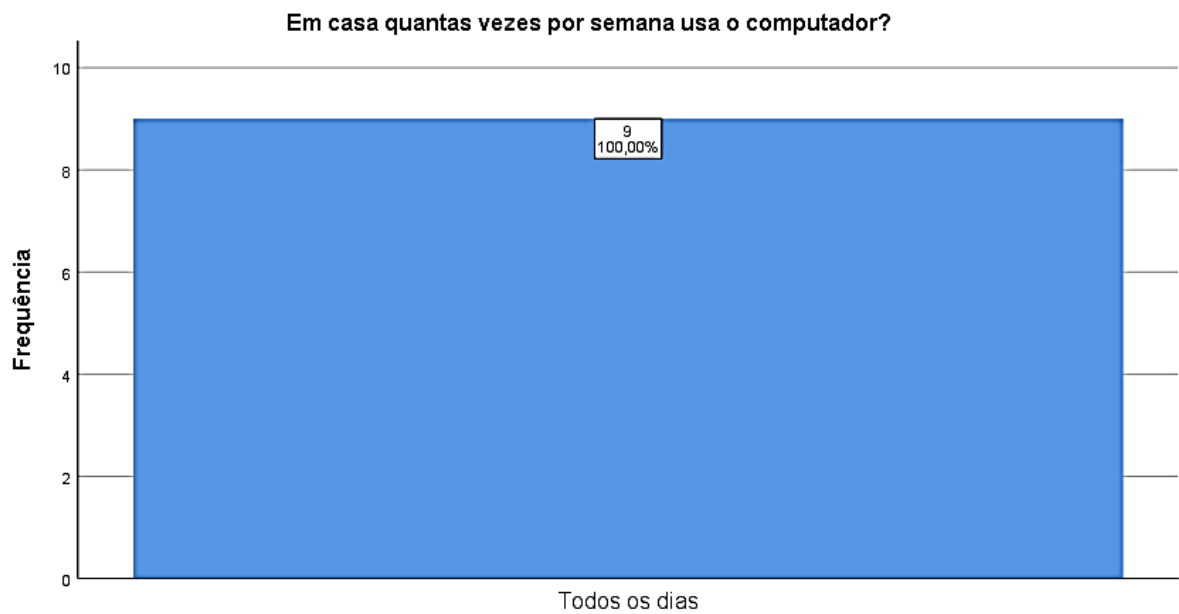 Em casa quantas vezes por semana usa o computador?
10
8
6
4
2
0
Frequência
9
100,00%
Todos os dias